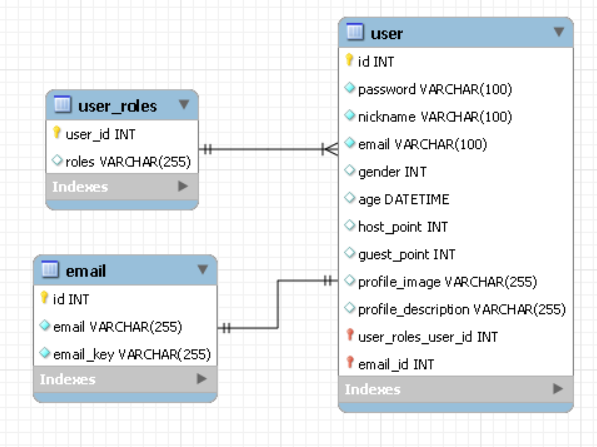 user_roles
user_id INT
roles VARCHAR(255)
Indexes
email
id INT
email VARCHAR(255)
email_key VARCHAR(255)
Indexes
user
id INT
password VARCHAR(100)
nickname VARCHAR(100)
email VARCHAR(100)
gender INT
age DATETIME
host_point INT
guest_point INT
profile_image VARCHAR(255)
profile_description VARCHAR(255)
user_roles_user_id INT
email_id INT
Indexes